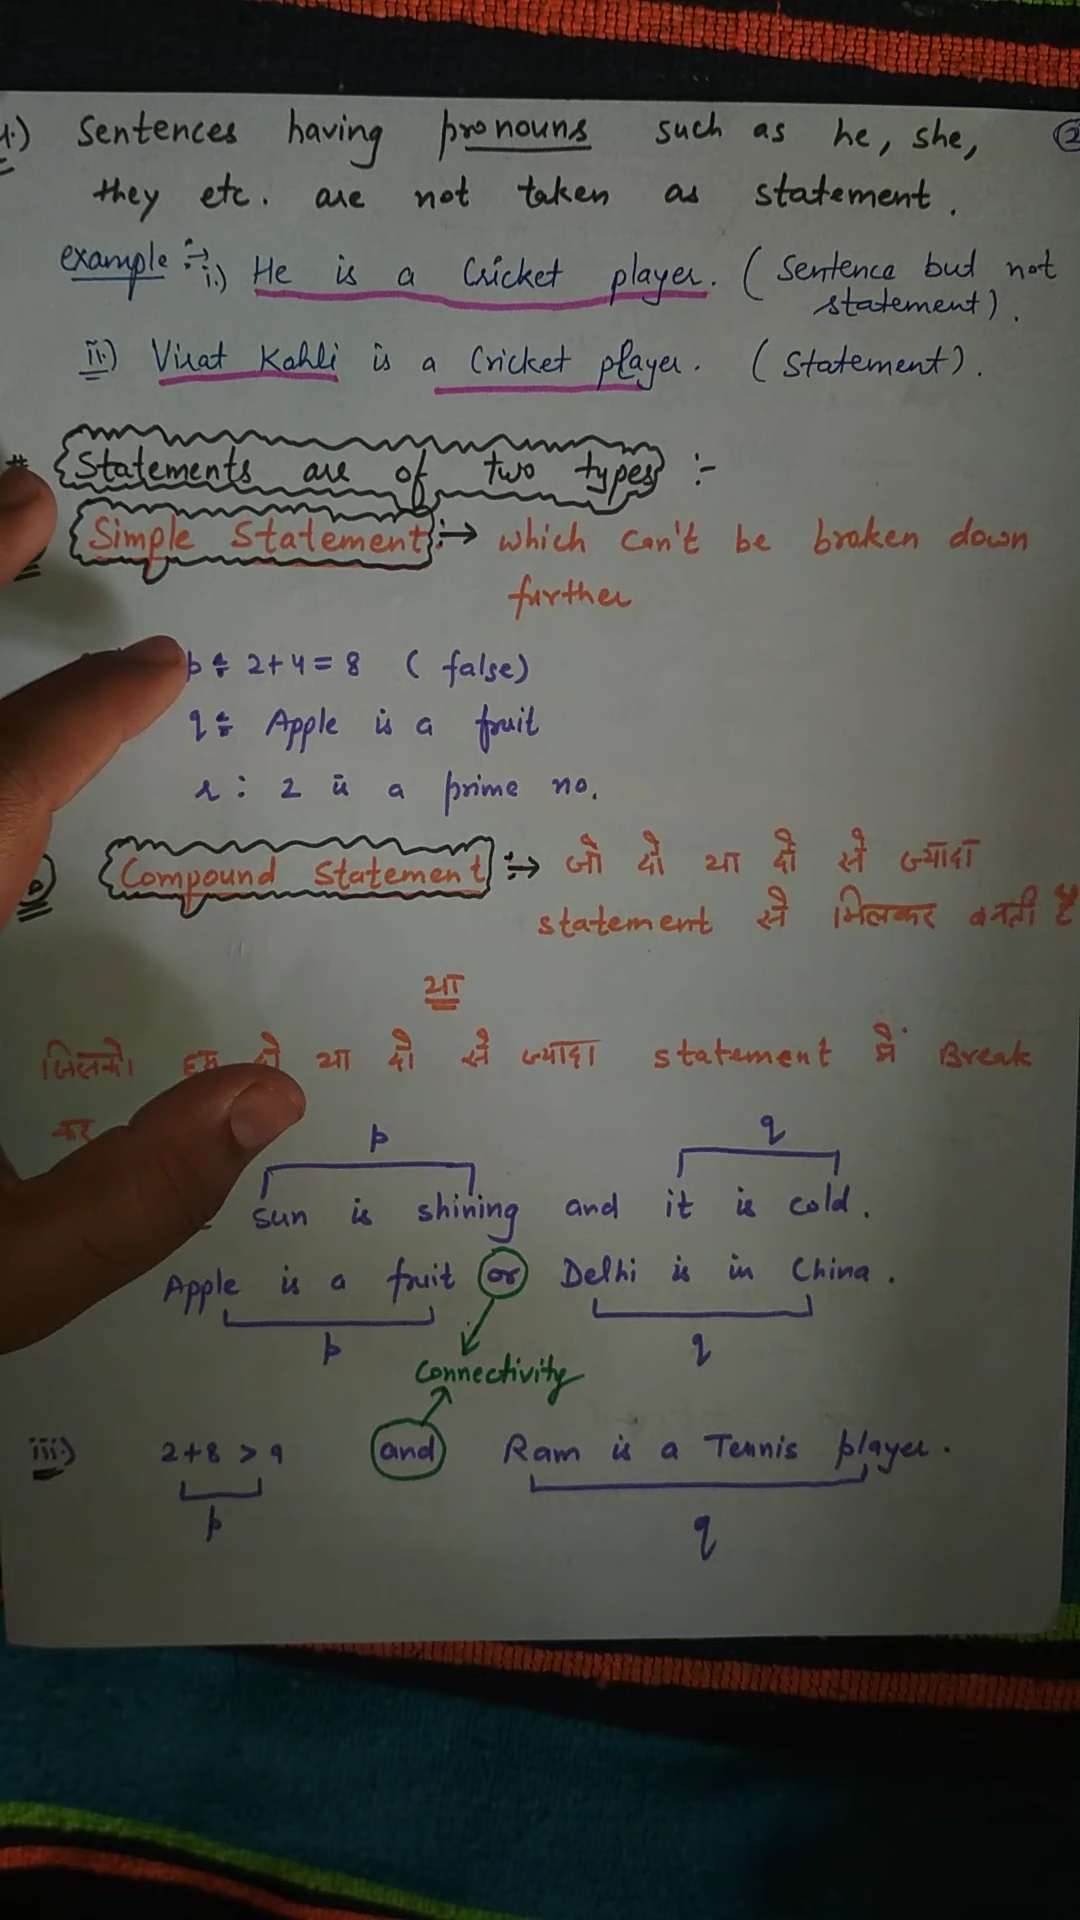 4.) Sentences having pronouns such as he, she, 2
they etc. are not taken as statement.
example :→ i.) He is a Cricket player. (Sentence but not
statement).
ii.) Virat Kohli is a Cricket player. (Statement).
# Statements are of two types :-
Simple Statement :→ which can't be broken down
further
p : 2+4=8 (false)
q : Apple is a fruit
r : 2 is a prime no.
Compound Statement :→ जो दो या दो से ज्यादा
statement से मिलकर बनती है
या
जिसको हम दो या दो से ज्यादा statement में Break
कर
p q
Sun is shining and it is cold.
Apple is a fruit or Delhi is in China.
p q
Connectivity
iii.) 2+8 > 9 and Ram is a Tennis player.
p q